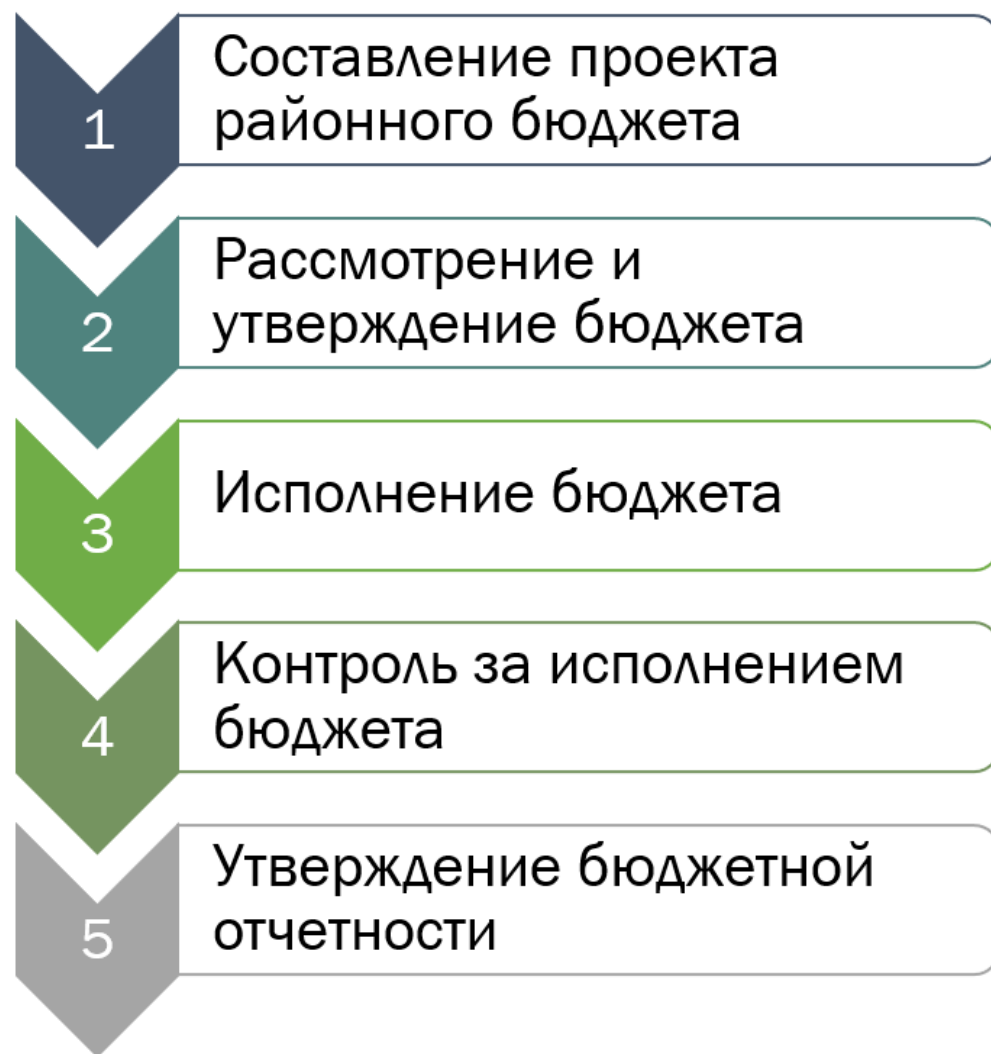 1
Составление проекта
районного бюджета
2
Рассмотрение и
утверждение бюджета
3
Исполнение бюджета
4
Контроль за исполнением
бюджета
5
Утверждение бюджетной
отчетности